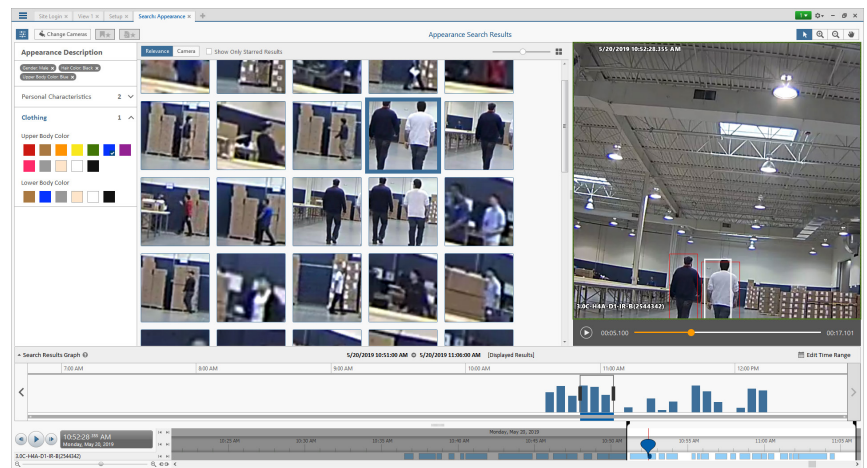 Site Login × View 1 × Setup × Search: Appearance × +
1
Change Cameras
Appearance Search Results
Appearance Description
Gender: Male × Hair Color: Black ×
Upper Body Color: Blue ×
Personal Characteristics 2
Clothing 1
Upper Body Color
Lower Body Color
Relevance Camera Show Only Starred Results
5/20/2019 10:52:28.355 AM
3.0C-H4A-D1-IR-B(2544342)
00:05.100 00:17.101
Search Results Graph
5/20/2019 10:51:00 AM 5/20/2019 11:06:00 AM [Displayed Results]
Edit Time Range
7:00 AM 8:00 AM 9:00 AM 10:00 AM 11:00 AM 12:00 PM
Monday, May 20, 2019
10:52:28 AM
Monday, May 20, 2019
10:25 AM 10:30 AM 10:35 AM 10:40 AM 10:45 AM 10:50 AM 10:55 AM 11:00 AM 11:05 AM
3.0C-H4A-D1-IR-B(2544342)